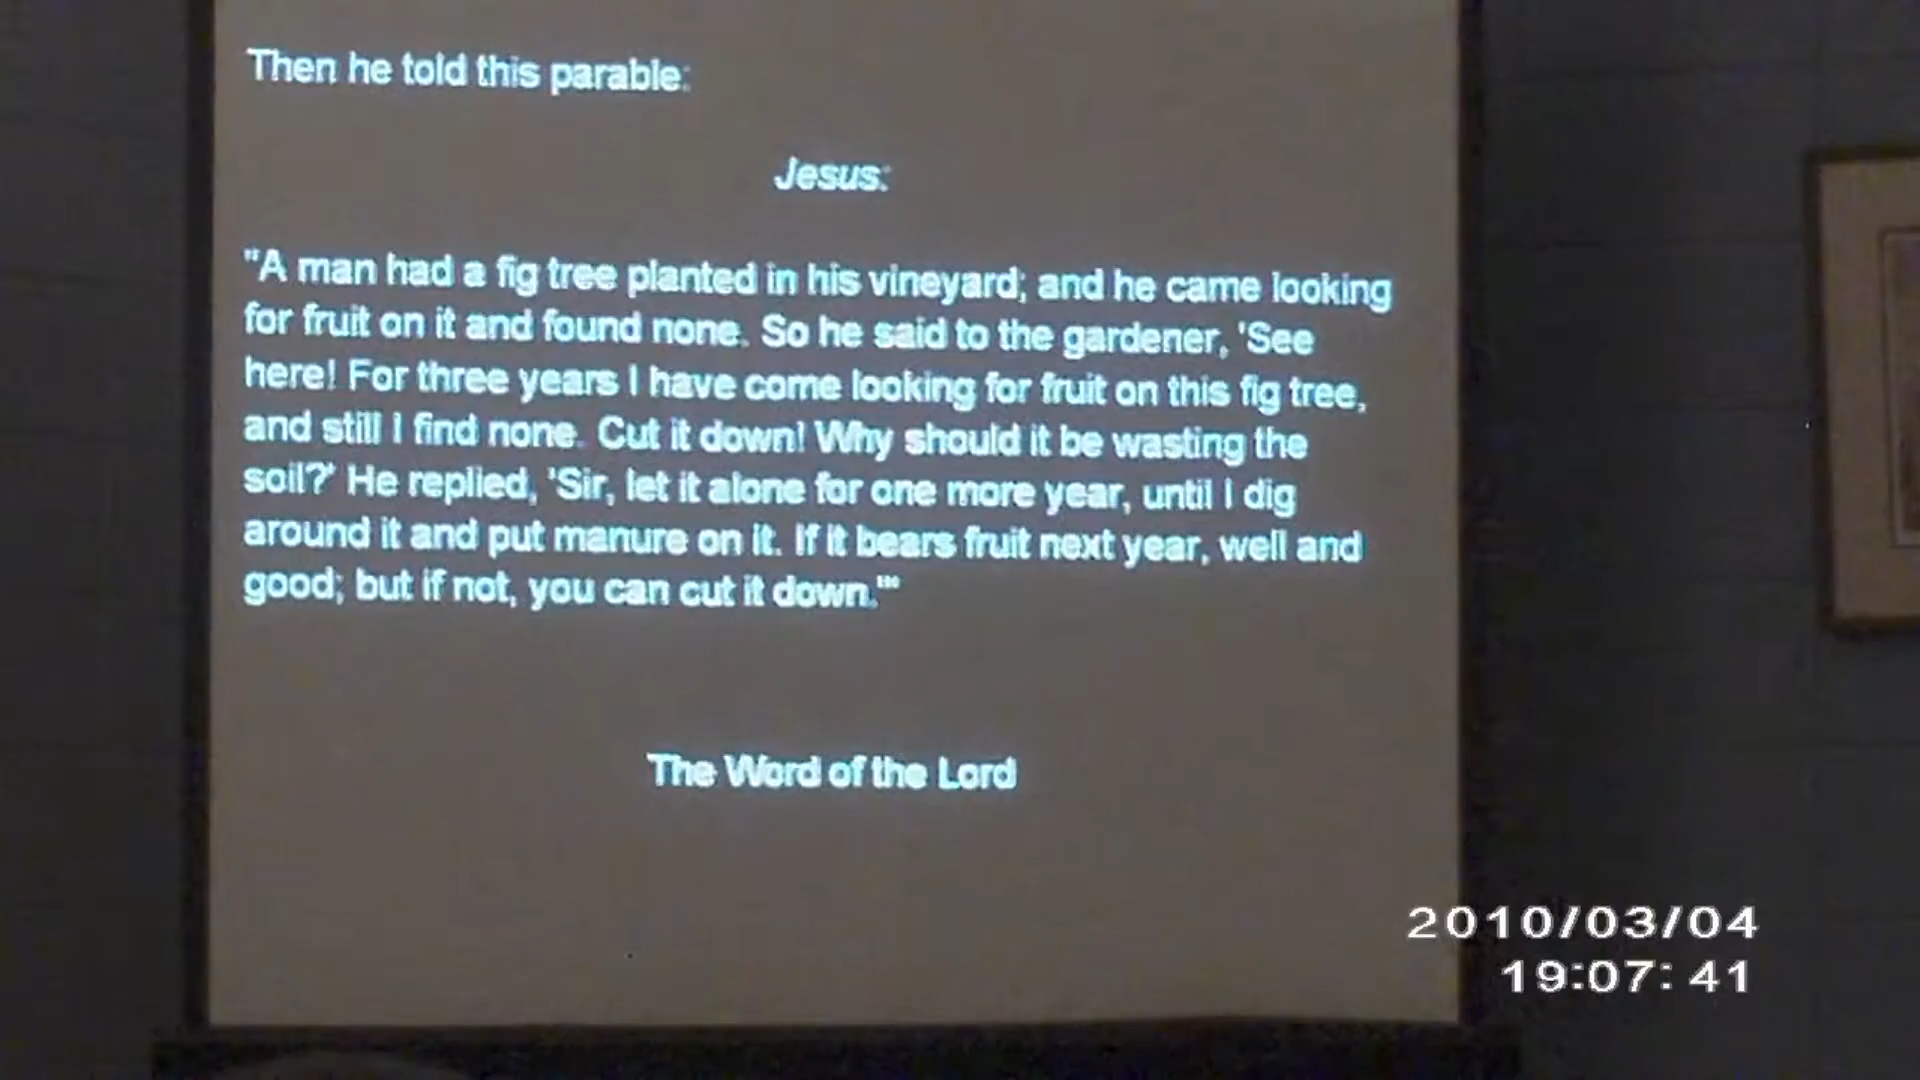 Then he told this parable:
Jesus:
"A man had a fig tree planted in his vineyard; and he came looking
for fruit on it and found none. So he said to the gardener, 'See
here! For three years I have come looking for fruit on this fig tree,
and still I find none. Cut it down! Why should it be wasting the
soil?' He replied, 'Sir, let it alone for one more year, until I dig
around it and put manure on it. If it bears fruit next year, well and
good; but if not, you can cut it down.'"
The Word of the Lord
2010/03/04
19:07:41